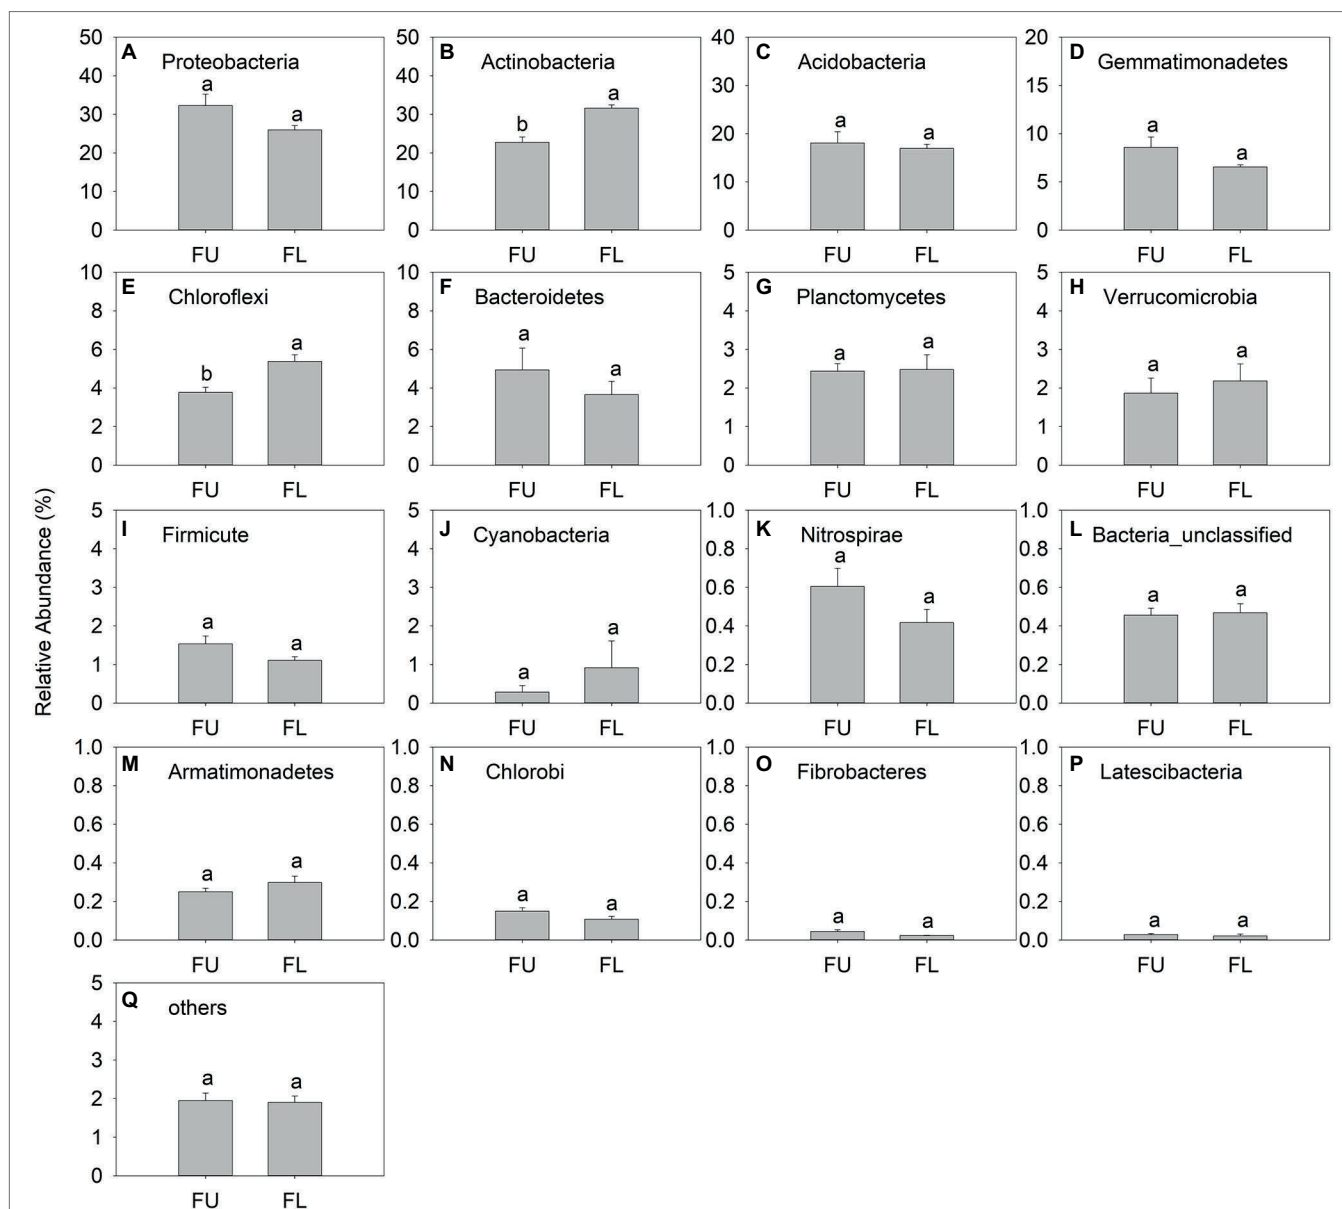 Relative Abundance (%)
A Proteobacteria
50
40
30
20
10
0
a
a
FU FL
B Actinobacteria
50
40
30
20
10
0
b
a
FU FL
C Acidobacteria
40
30
20
10
0
a
a
FU FL
D Gemmatimonadetes
20
15
10
5
0
a
a
FU FL
E Chloroflexi
10
8
6
4
2
0
b
a
FU FL
F Bacteroidetes
10
8
6
4
2
0
a
a
FU FL
G Planctomycetes
5
4
3
2
1
0
a
a
FU FL
H Verrucomicrobia
5
4
3
2
1
0
a
a
FU FL
I Firmicute
5
4
3
2
1
0
a
a
FU FL
J Cyanobacteria
5
4
3
2
1
0
a
a
FU FL
K Nitrospirae
1.0
0.8
0.6
0.4
0.2
0.0
a
a
FU FL
L Bacteria_unclassified
1.0
0.8
0.6
0.4
0.2
0.0
a
a
FU FL
M Armatimonadetes
1.0
0.8
0.6
0.4
0.2
0.0
a
a
FU FL
N Chlorobi
1.0
0.8
0.6
0.4
0.2
0.0
a
a
FU FL
O Fibrobacteres
1.0
0.8
0.6
0.4
0.2
0.0
a
a
FU FL
P Latescibacteria
1.0
0.8
0.6
0.4
0.2
0.0
a
a
FU FL
Q others
5
4
3
2
1
0
a
a
FU FL